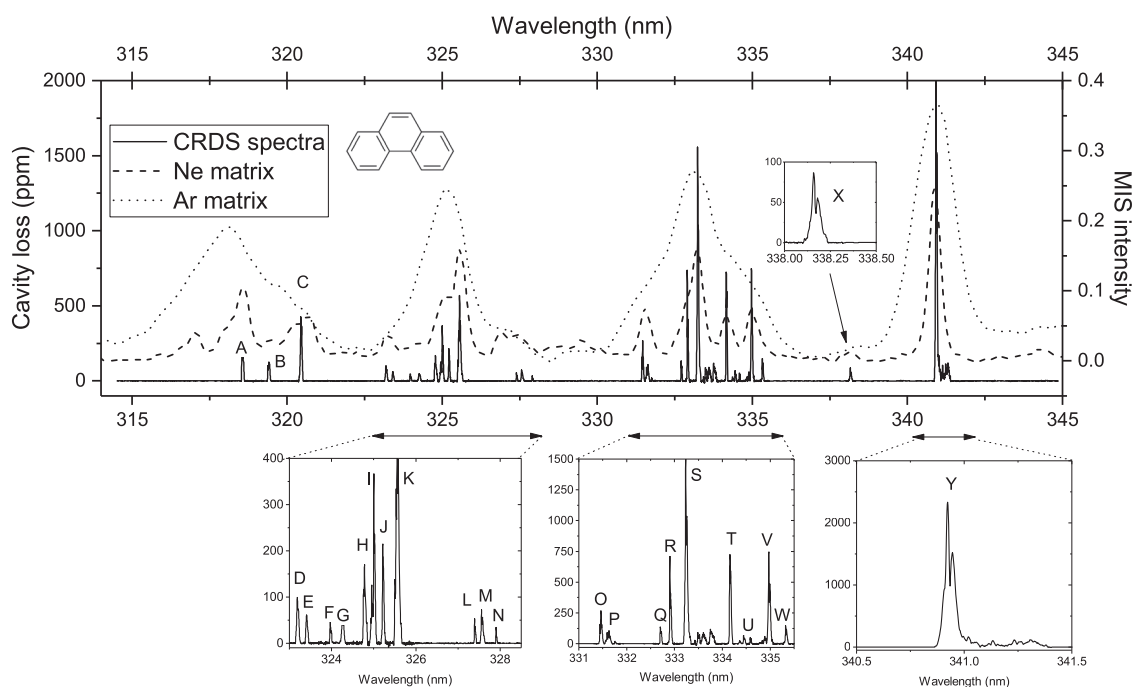 Wavelength (nm)
315 320 325 330 335 340 345
2000 0.4
1500 0.3
1000 0.2
500 0.1
0 0.0
Cavity loss (ppm)
MIS intensity
CRDS spectra
Ne matrix
Ar matrix
A B C
100
50
0
X
338.00 338.25 338.50
315 320 325 330 335 340 345
400
300
200
100
0
D E F G H I J K L M N
324 326 328
Wavelength (nm)
1500
1250
1000
750
500
250
0
O P Q R S T U V W
331 332 333 334 335
Wavelength (nm)
3000
2000
1000
0
Y
340.5 341.0 341.5
Wavelength (nm)